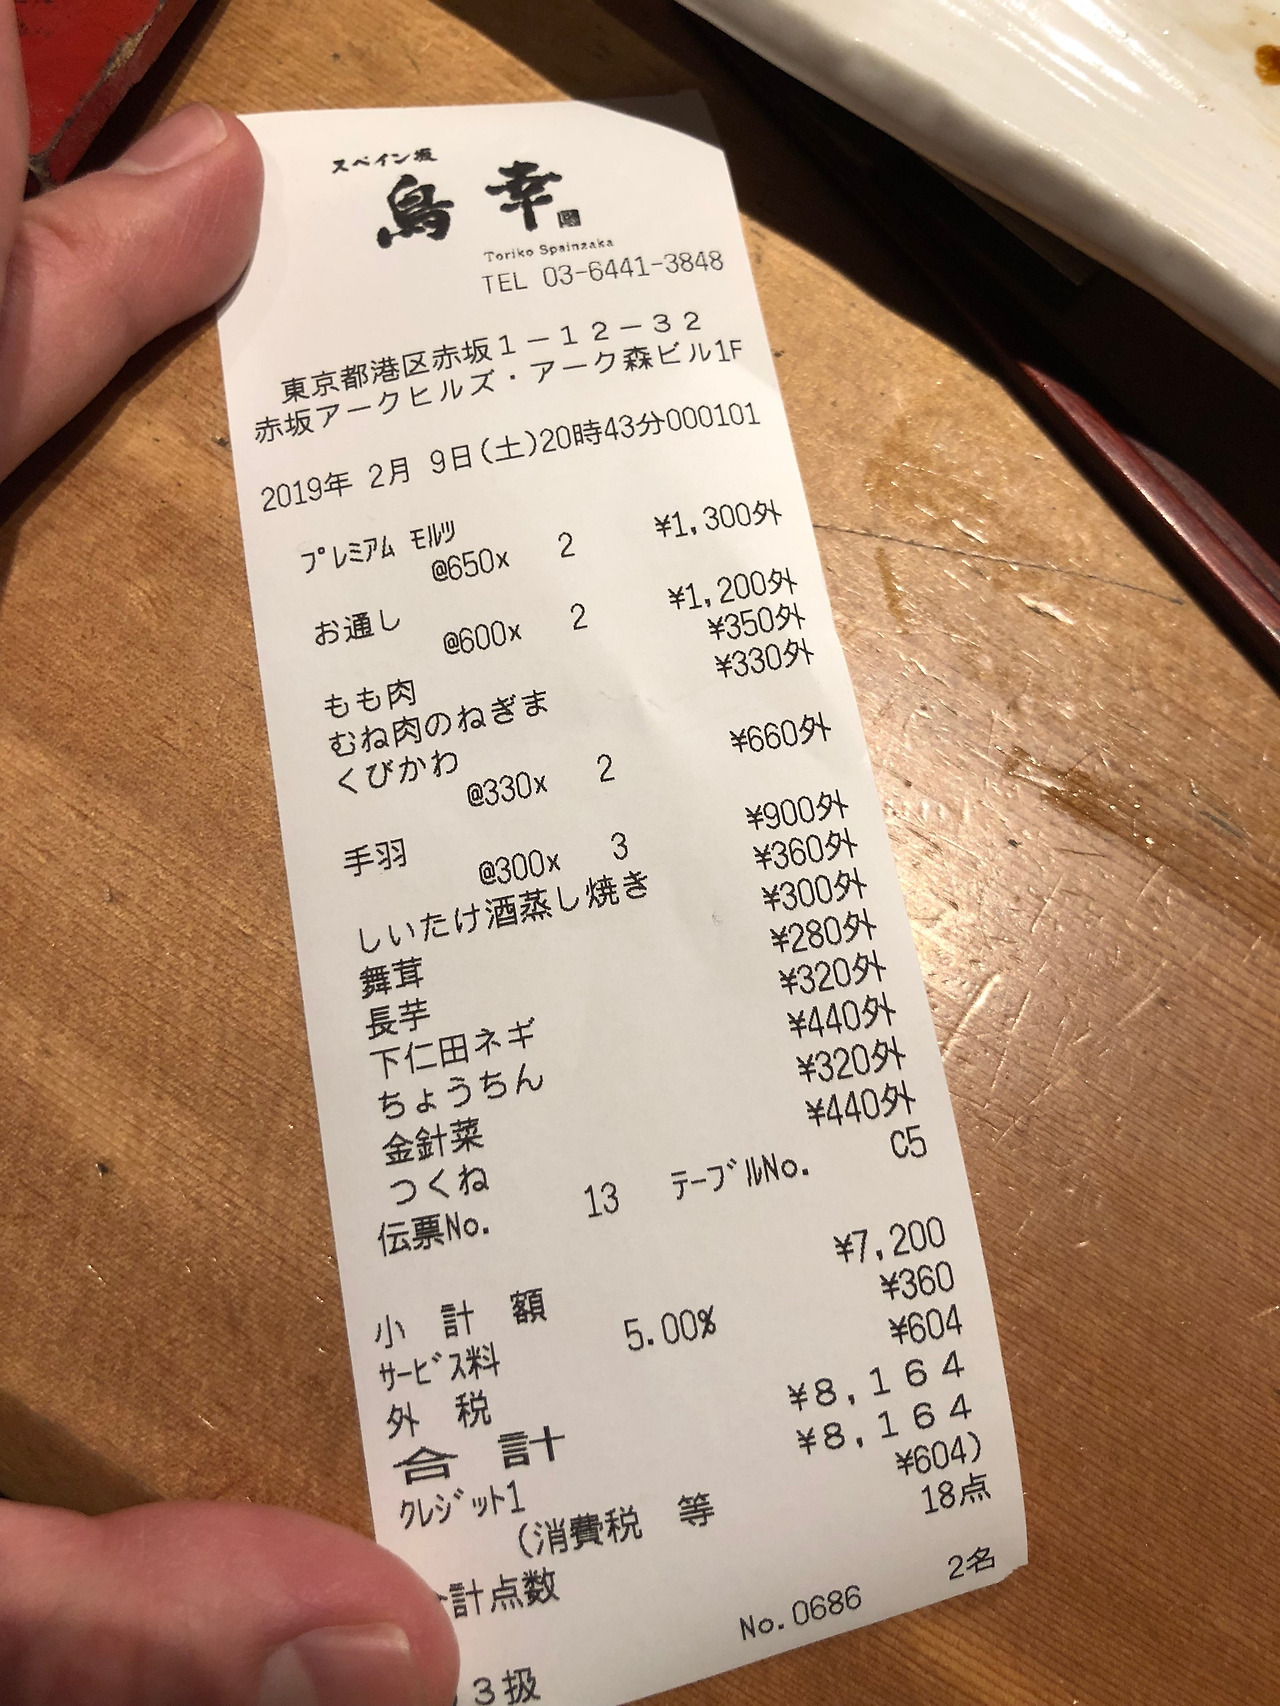 スペイン坂
鳥 幸
Toriko Spainzaka
TEL 03-6441-3848
東京都港区赤坂1－12－32
赤坂アークヒルズ・アーク森ビル1F
2019年 2月 9日(土)20時43分000101
ﾌﾟﾚﾐｱﾑ ﾓﾙﾂ
@650x 2 ¥1,300外
お通し
@600x 2 ¥1,200外
もも肉 ¥350外
むね肉のねぎま ¥330外
くびかわ
@330x 2 ¥660外
手羽
@300x 3 ¥900外
しいたけ酒蒸し焼き ¥360外
舞茸 ¥300外
長芋 ¥280外
下仁田ネギ ¥320外
ちょうちん ¥440外
金針菜 ¥320外
つくね ¥440外
伝票No. 13 ﾃｰﾌﾞﾙNo. C5
小 計 額 ¥7,200
ｻｰﾋﾞｽ料 5.00% ¥360
外 税 ¥604
合 計 ¥8,164
ｸﾚｼﾞｯﾄ1 ¥8,164
(消費税 等 ¥604)
計点数 18点
2名
No.0686
3扱